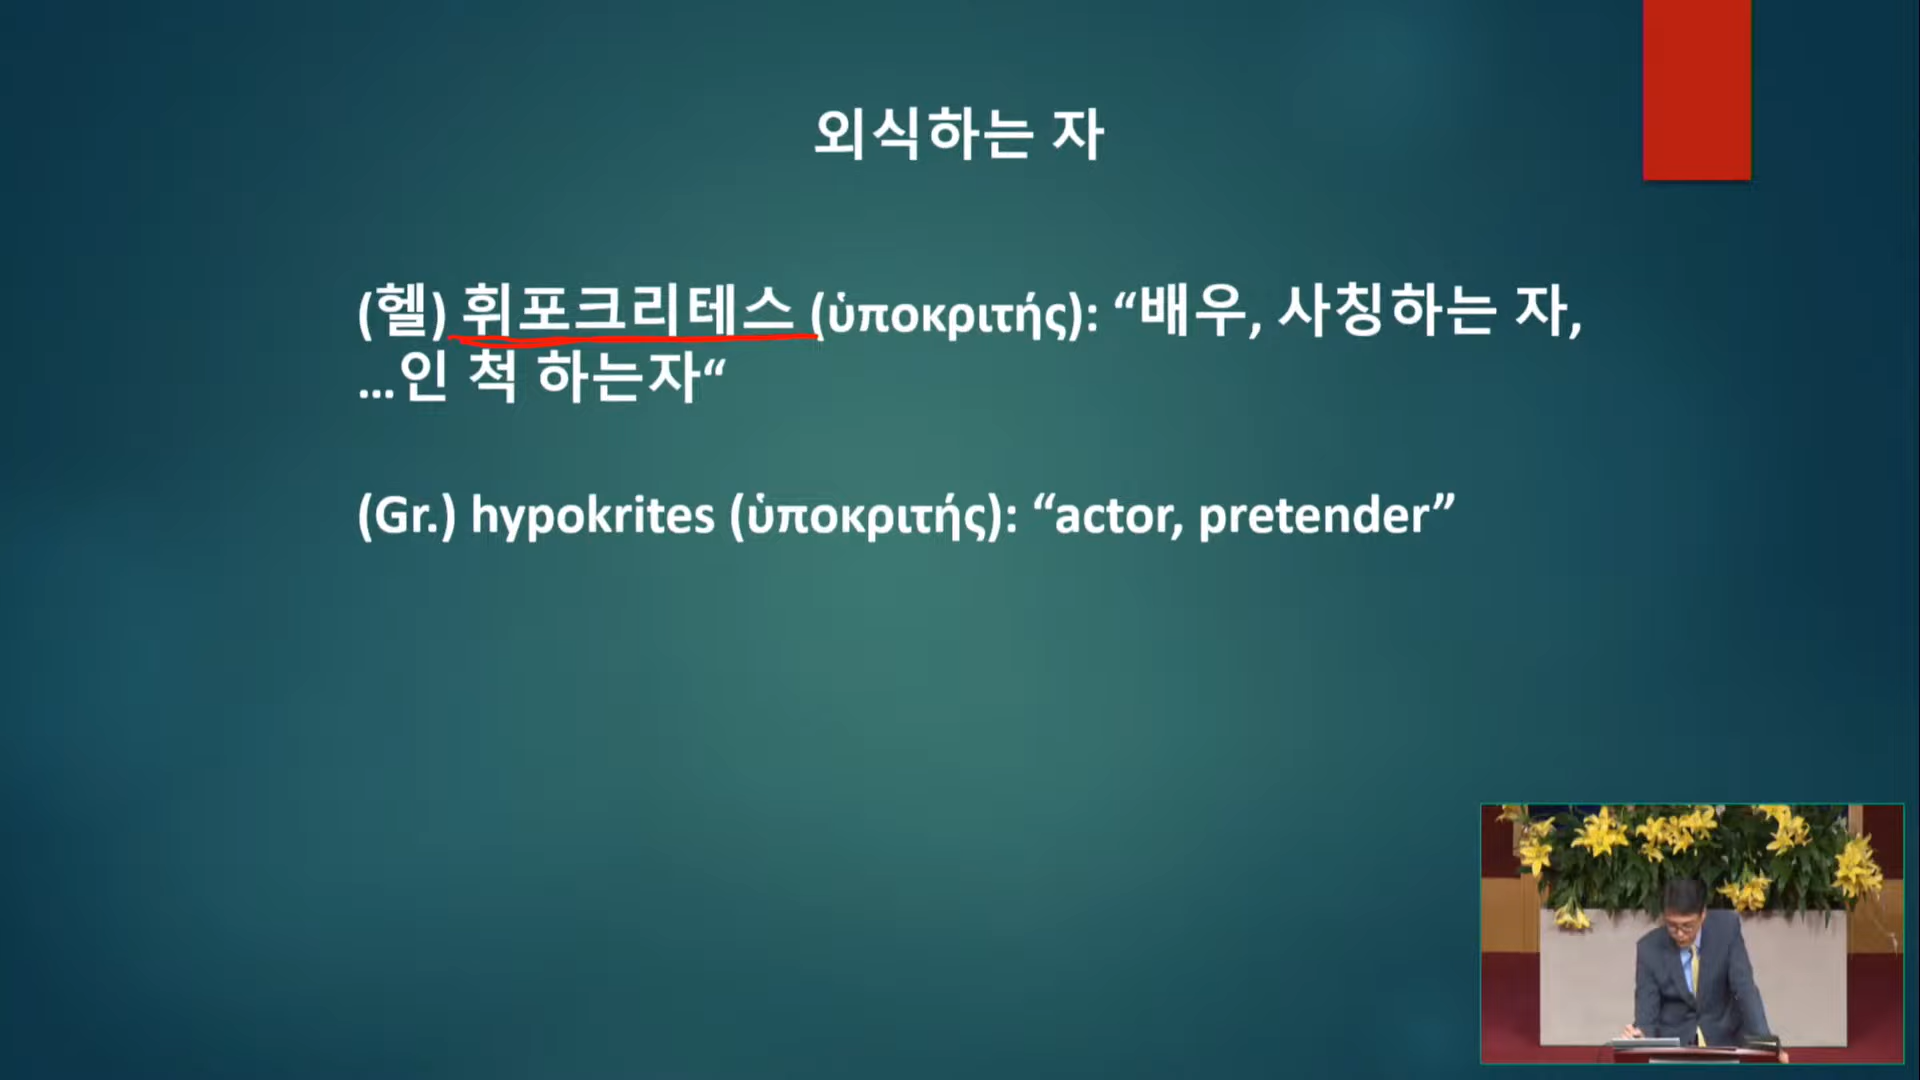 외식하는 자
(헬) 휘포크리테스 (ὑποκριτής): “배우, 사칭하는 자,
...인 척 하는자“
(Gr.) hypokrites (ὑποκριτής): “actor, pretender”